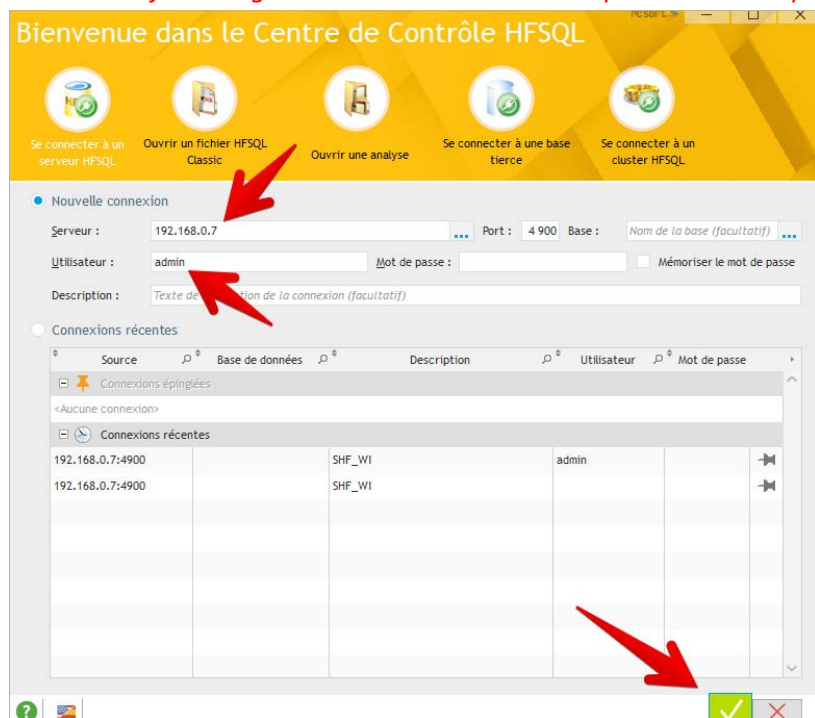 PC SOFT
Bienvenue dans le Centre de Contrôle HFSQL
Se connecter à un
serveur HFSQL
Ouvrir un fichier HFSQL
Classic
Ouvrir une analyse
Se connecter à une base
tierce
Se connecter à un
cluster HFSQL
Nouvelle connexion
Serveur : 192.168.0.7 ... Port : 4 900 Base : Nom de la base (facultatif) ...
Utilisateur : admin Mot de passe : Mémoriser le mot de passe
Description : Texte de de la connexion (facultatif)
Connexions récentes
Source Base de données Description Utilisateur Mot de passe
Connexions épinglées
<Aucune connexion>
Connexions récentes
192.168.0.7:4900 SHF_WI admin
192.168.0.7:4900 SHF_WI